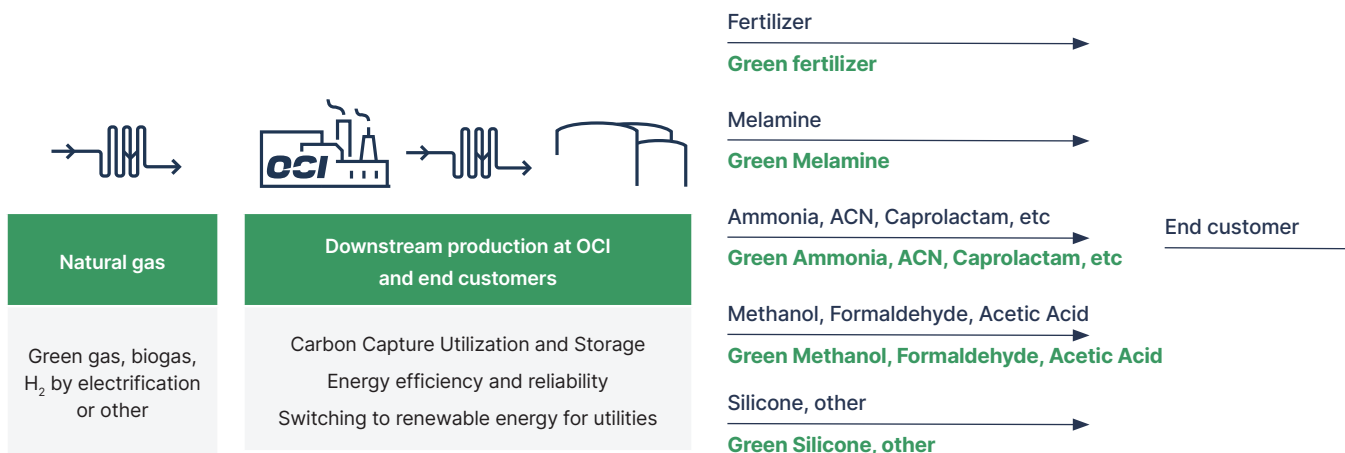 Fertilizer
Green fertilizer
Melamine
Green Melamine
OCI
Natural gas
Downstream production at OCI
and end customers
Green gas, biogas,
H₂ by electrification
or other
Carbon Capture Utilization and Storage
Energy efficiency and reliability
Switching to renewable energy for utilities
Ammonia, ACN, Caprolactam, etc
Green Ammonia, ACN, Caprolactam, etc
Methanol, Formaldehyde, Acetic Acid
Green Methanol, Formaldehyde, Acetic Acid
Silicone, other
Green Silicone, other
End customer